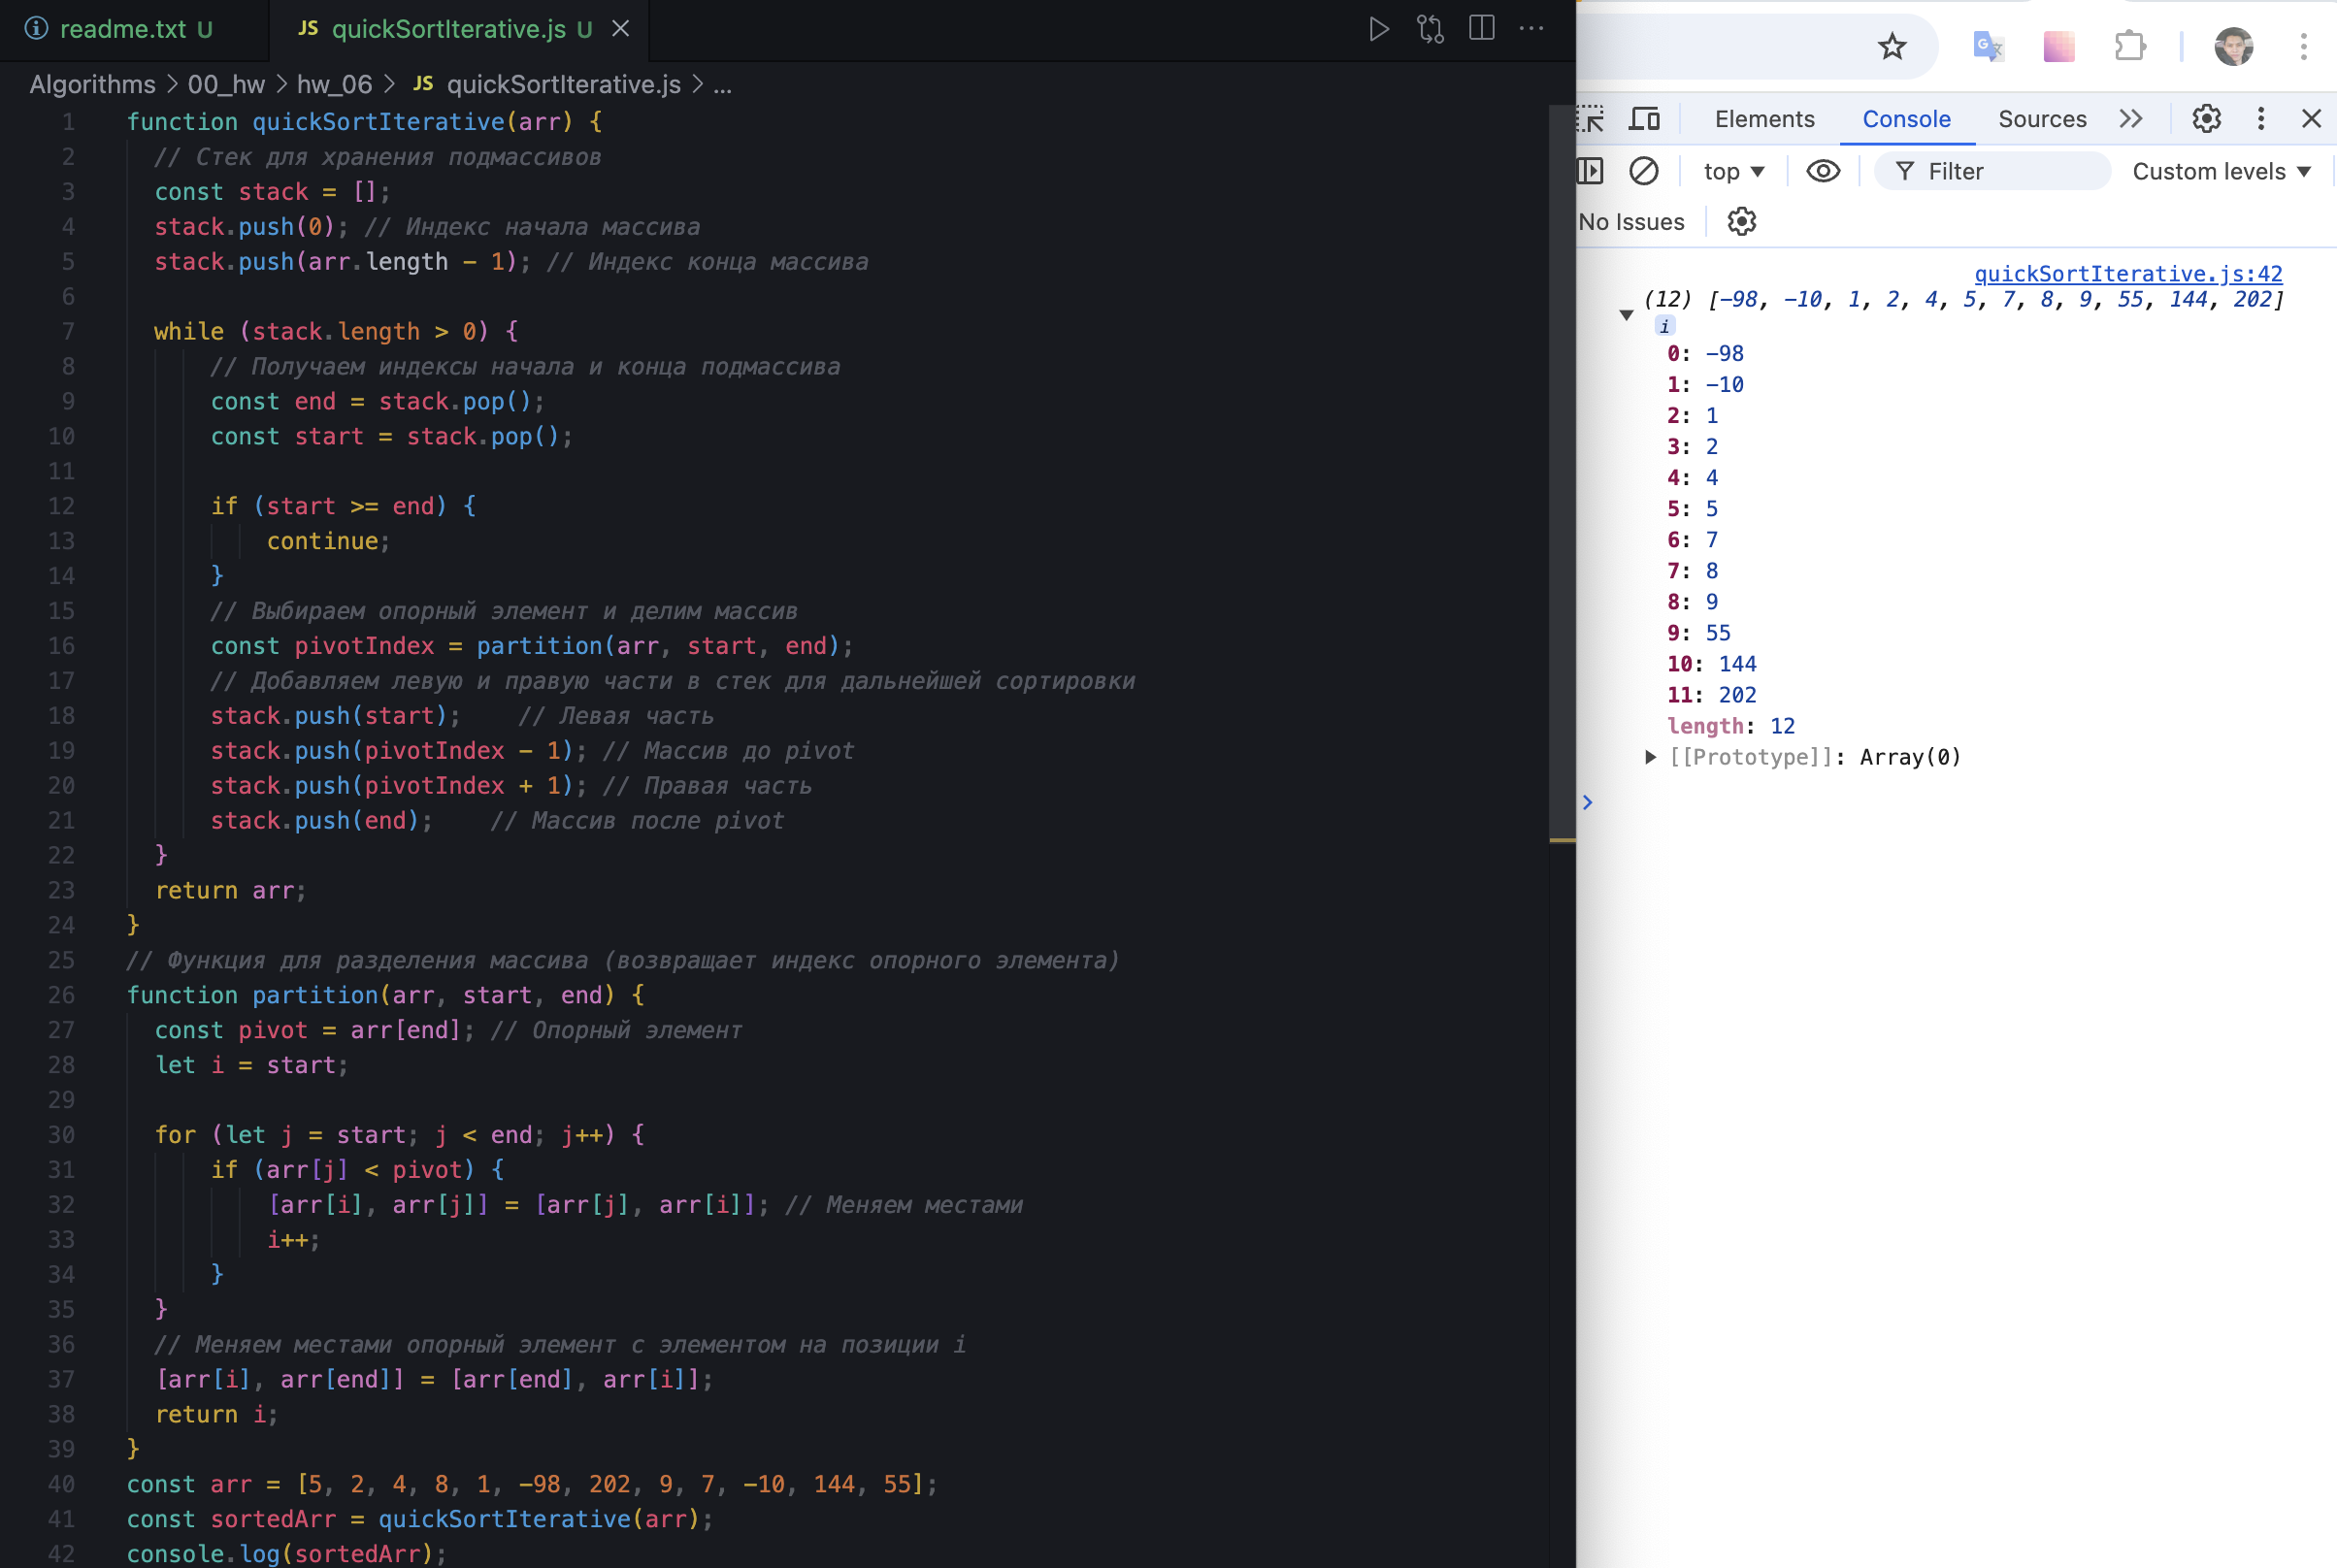 readme.txt U
JS quickSortIterative.js U
Algorithms > 00_hw > hw_06 > JS quickSortIterative.js > ...
1 function quickSortIterative(arr) {
2 // Стек для хранения подмассивов
3 const stack = [];
4 stack.push(0); // Индекс начала массива
5 stack.push(arr.length - 1); // Индекс конца массива
6
7 while (stack.length > 0) {
8 // Получаем индексы начала и конца подмассива
9 const end = stack.pop();
10 const start = stack.pop();
11
12 if (start >= end) {
13 continue;
14 }
15 // Выбираем опорный элемент и делим массив
16 const pivotIndex = partition(arr, start, end);
17 // Добавляем левую и правую части в стек для дальнейшей сортировки
18 stack.push(start); // Левая часть
19 stack.push(pivotIndex - 1); // Массив до pivot
20 stack.push(pivotIndex + 1); // Правая часть
21 stack.push(end); // Массив после pivot
22 }
23 return arr;
24 }
25 // Функция для разделения массива (возвращает индекс опорного элемента)
26 function partition(arr, start, end) {
27 const pivot = arr[end]; // Опорный элемент
28 let i = start;
29
30 for (let j = start; j < end; j++) {
31 if (arr[j] < pivot) {
32 [arr[i], arr[j]] = [arr[j], arr[i]]; // Меняем местами
33 i++;
34 }
35 }
36 // Меняем местами опорный элемент с элементом на позиции i
37 [arr[i], arr[end]] = [arr[end], arr[i]];
38 return i;
39 }
40 const arr = [5, 2, 4, 8, 1, -98, 202, 9, 7, -10, 144, 55];
41 const sortedArr = quickSortIterative(arr);
42 console.log(sortedArr);
Elements Console Sources
top Filter Custom levels
No Issues
quickSortIterative.js:42
(12) [-98, -10, 1, 2, 4, 5, 7, 8, 9, 55, 144, 202]
i
0: -98
1: -10
2: 1
3: 2
4: 4
5: 5
6: 7
7: 8
8: 9
9: 55
10: 144
11: 202
length: 12
[[Prototype]]: Array(0)